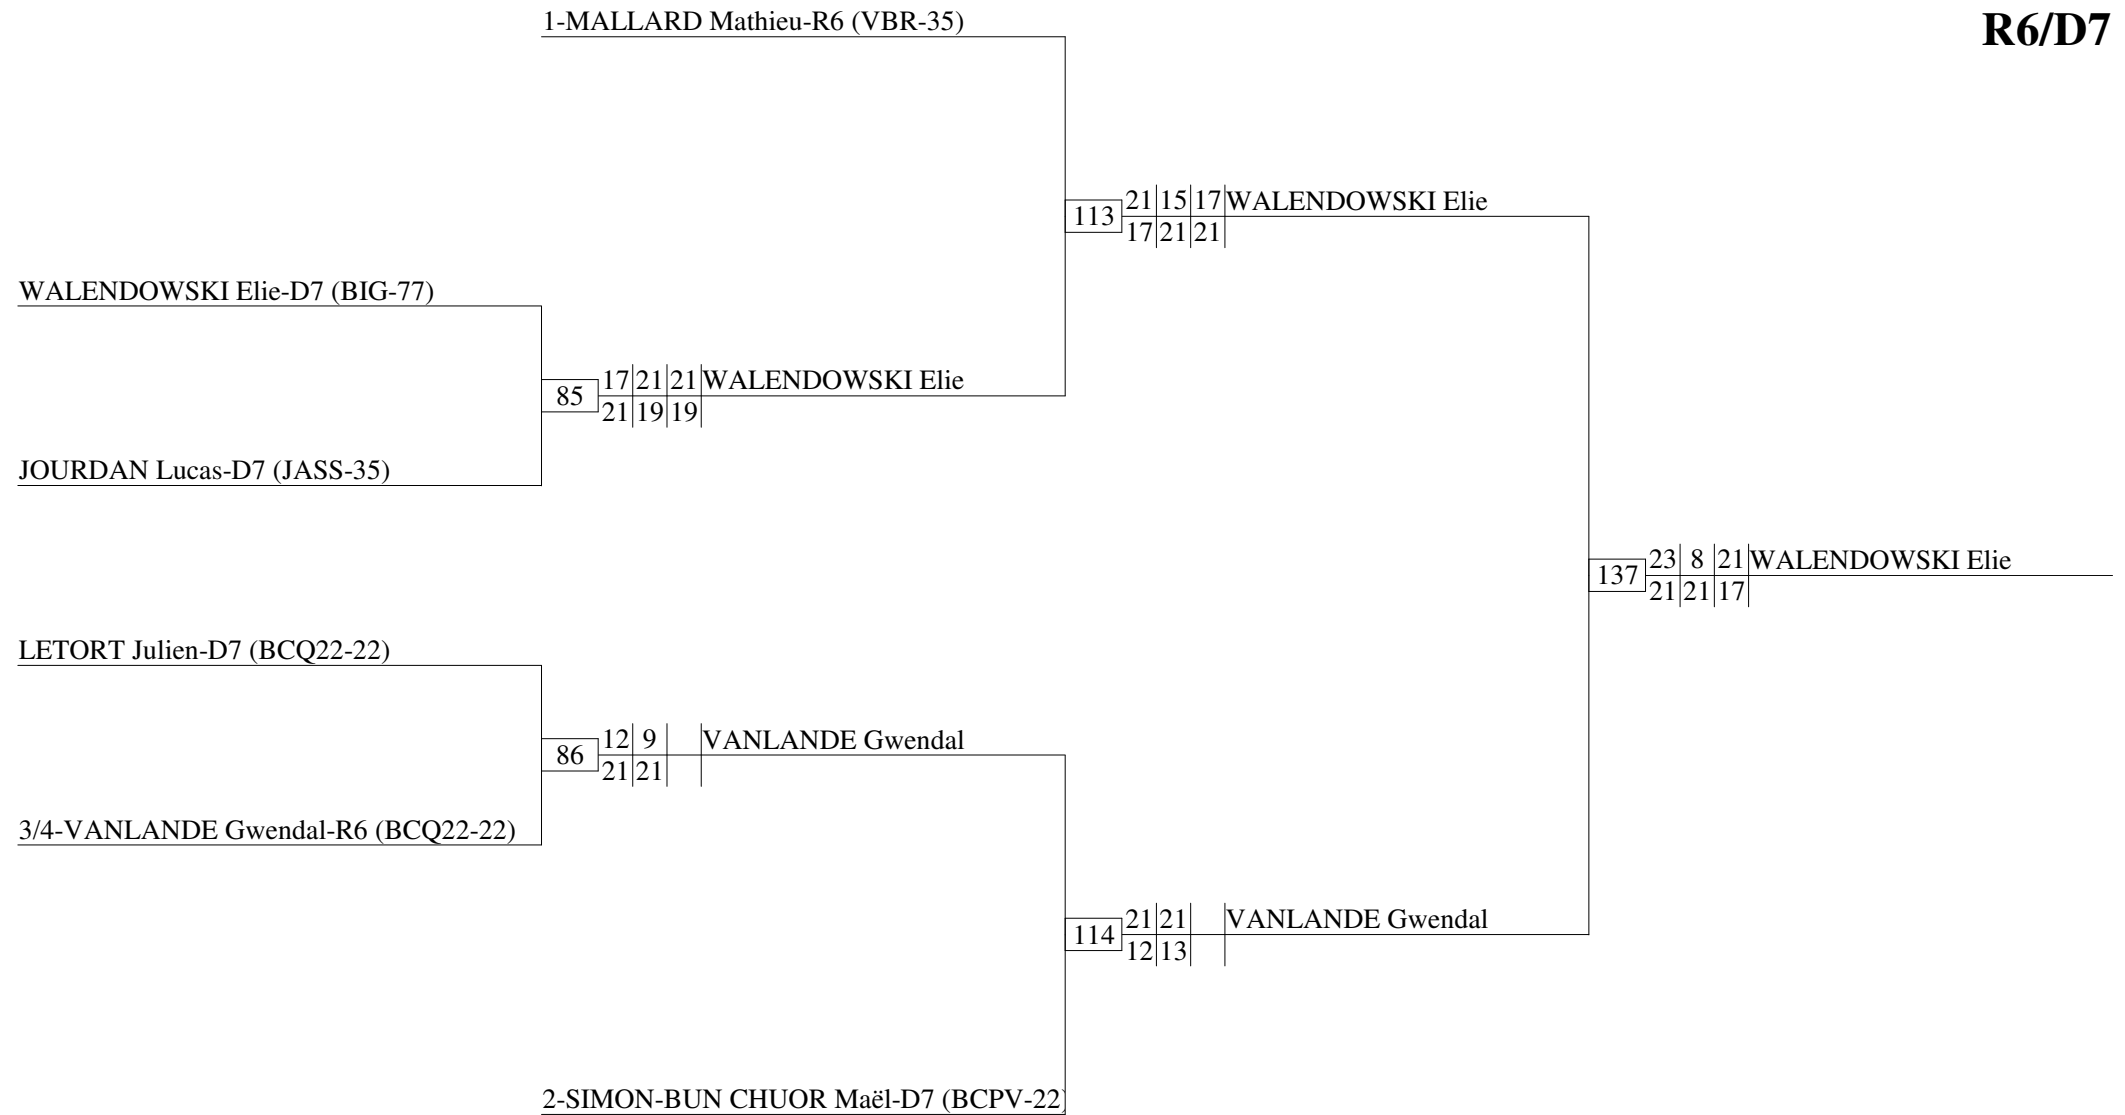 1-MALLARD Mathieu-R6 (VBR-35)
R6/D7
113 21 15 17 WALENDOWSKI Elie
17 21 21
WALENDOWSKI Elie-D7 (BIG-77)
85 17 21 21 WALENDOWSKI Elie
21 19 19
JOURDAN Lucas-D7 (JASS-35)
137 23 8 21 WALENDOWSKI Elie
21 21 17
LETORT Julien-D7 (BCQ22-22)
86 12 9 VANLANDE Gwendal
21 21
3/4-VANLANDE Gwendal-R6 (BCQ22-22)
114 21 21 VANLANDE Gwendal
12 13
2-SIMON-BUN CHUOR Maël-D7 (BCPV-22)